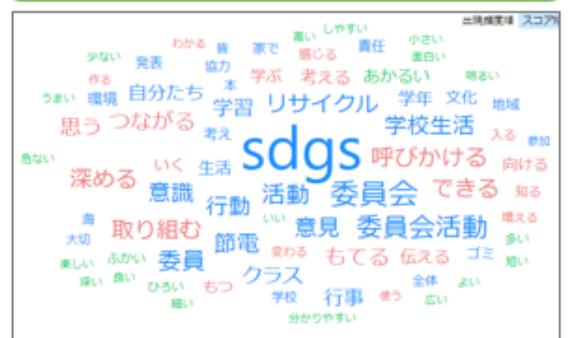 出現頻度順 スコア順
しやすい
わかる 皆 家で 高い 感じる 責任 小さい
少ない 発表 協力 面白い
作る 本 学ぶ 考える あかるい 明るい
うまい 環境 自分たち 学習 リサイクル 学年 文化 地域
思う つながる 考え sdgs 学校生活 入る 参加
危ない いく 生活 呼びかける 向ける
深める 意識 行動 活動 委員会 できる 知る
海 取り組む いい 意見 委員会活動 増える
大切 節電 変わる もてる 伝える ゴミ 多い
楽しい ふかい 委員 クラス 短い
深い 良い ひろい もつ 全体 よい
細い 学校 行事 使う 広い
分かりやすい